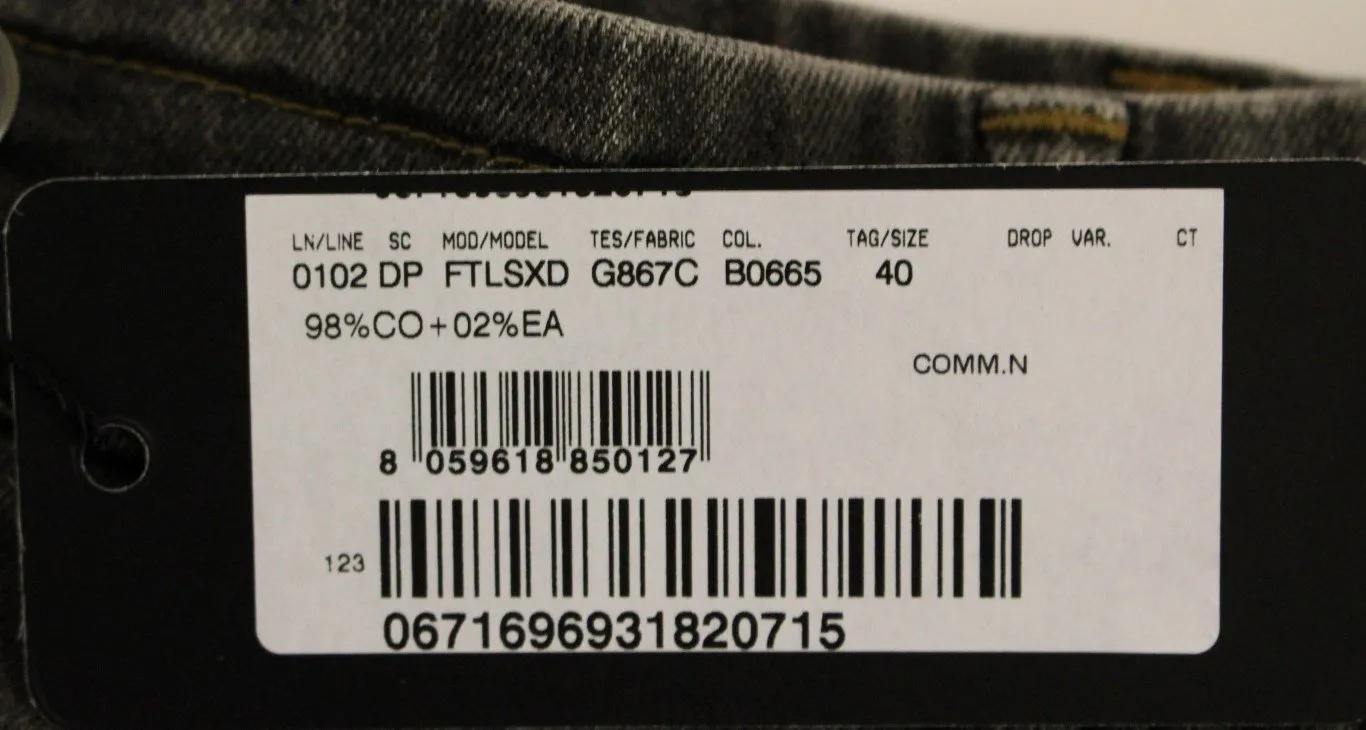 LN/LINE SC MOD/MODEL TES/FABRIC COL. TAG/SIZE DROP VAR. CT
0102 DP FTLSXD G867C B0665 40
98%CO+02%EA
COMM.N
8 059618 850127
123
0671696931820715